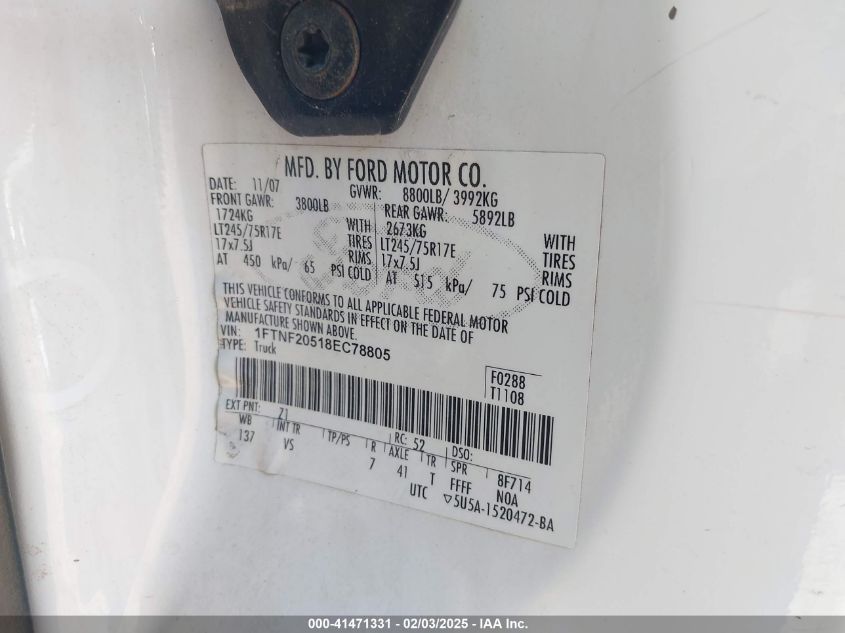 MFD. BY FORD MOTOR CO.
DATE: 11/07 GVWR: 8800LB/ 3992KG
FRONT GAWR: 3800LB REAR GAWR: 5892LB
1724KG WITH 2673KG WITH
LT245/75R17E TIRES LT245/75R17E TIRES
17x7.5J RIMS 17x7.5J RIMS
AT 450 kPa/ 65 PSI COLD AT 515 kPa/ 75 PSI COLD
THIS VEHICLE CONFORMS TO ALL APPLICABLE FEDERAL MOTOR
VEHICLE SAFETY STANDARDS IN EFFECT ON THE DATE OF
MANUFACTURE SHOWN ABOVE.
VIN: 1FTNF20518EC78805
TYPE: Truck
F0288
T1108
EXT PNT: Z1 RC: 52 DSO:
WB INT TR TP/PS R AXLE TR SPR 8F714
137 VS 7 41 T FFFF NOA
UTC ▽5U5A-1520472-BA
000-41471331 - 02/03/2025 - IAA Inc.